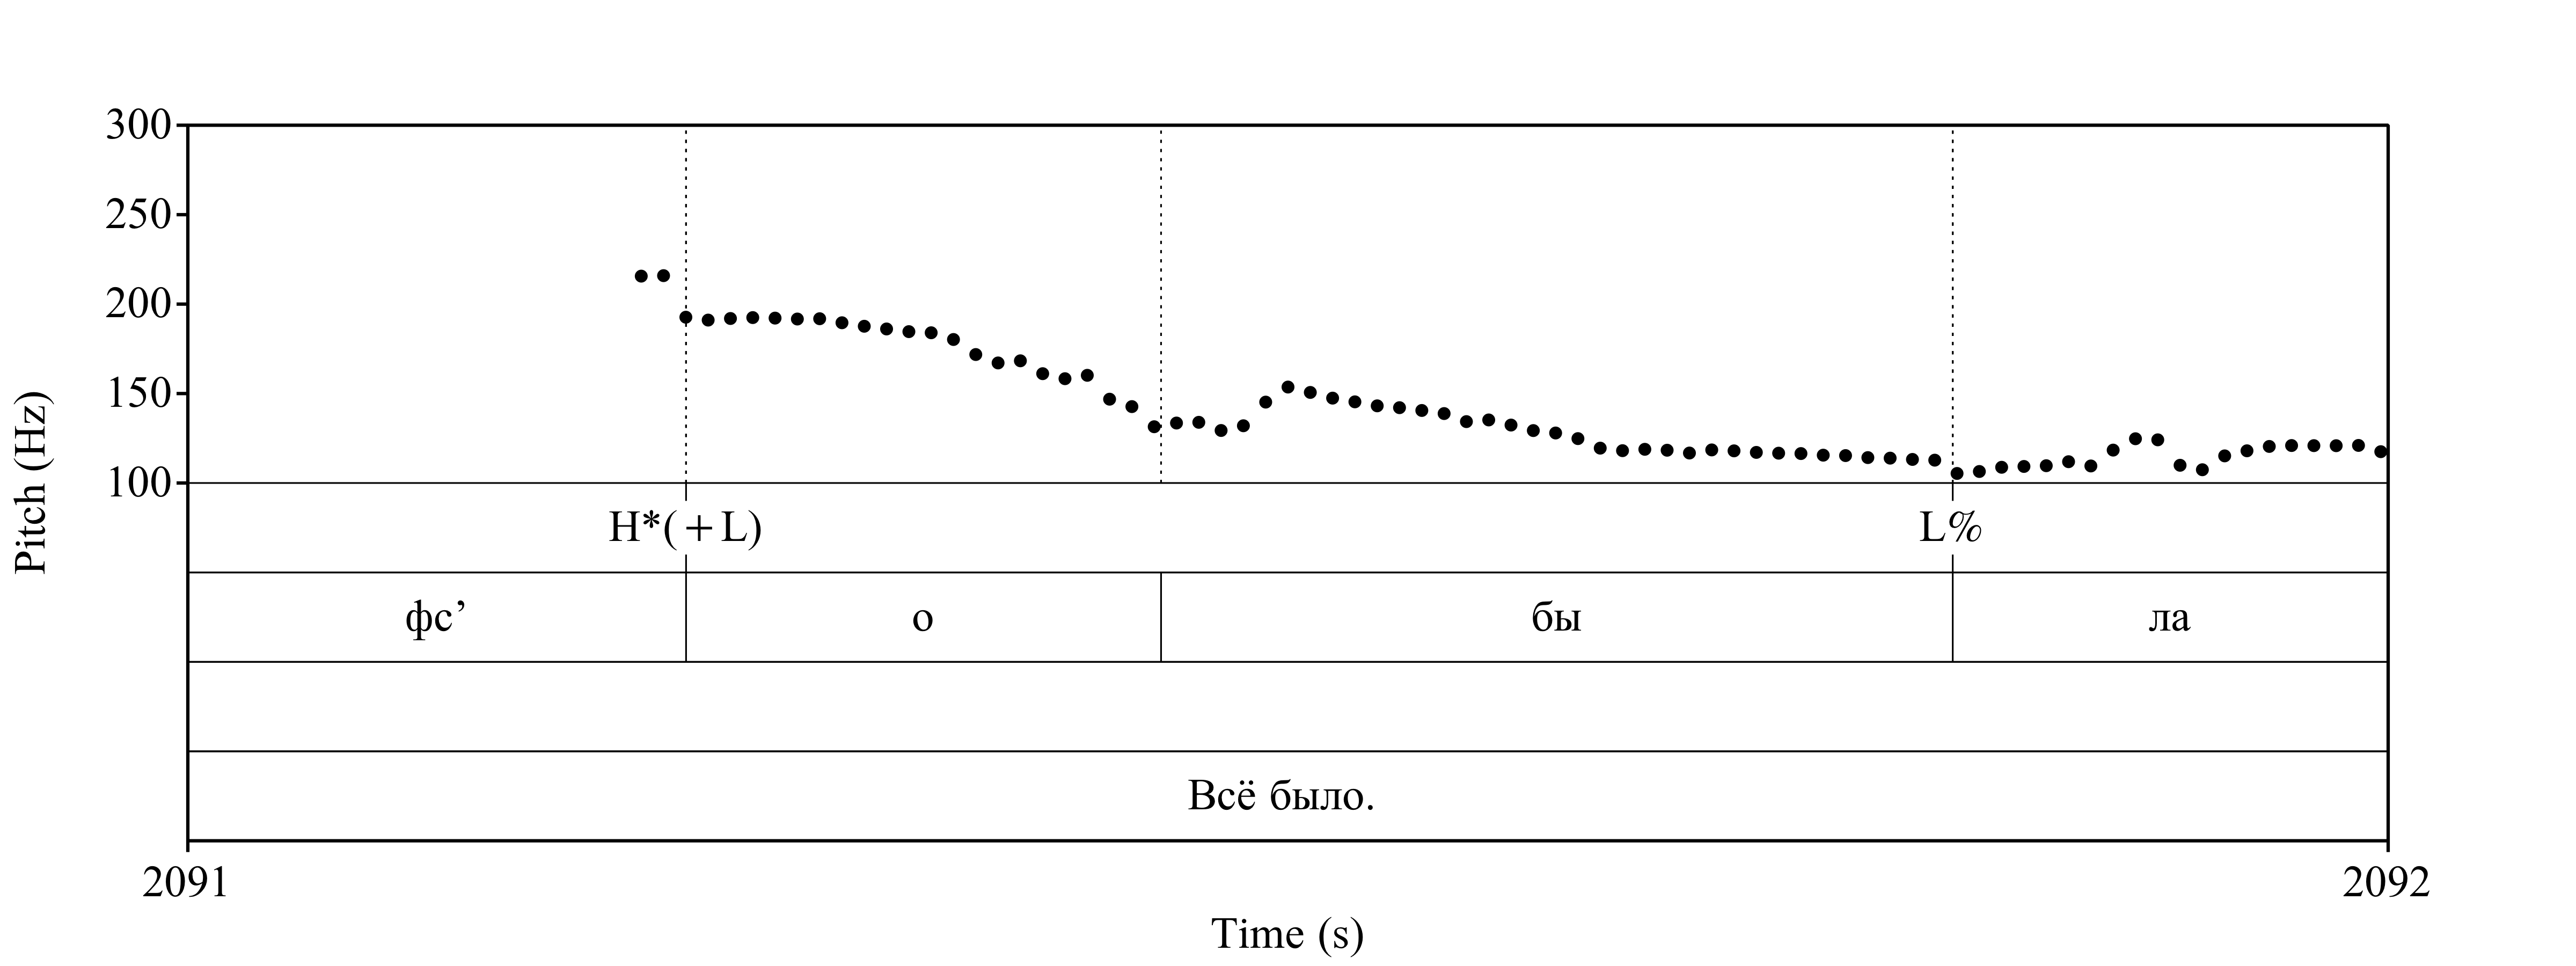 300
250
200
150
100
Pitch (Hz)
H*(+L) L%
фс’ о бы ла
Всё было.
2091 2092
Time (s)